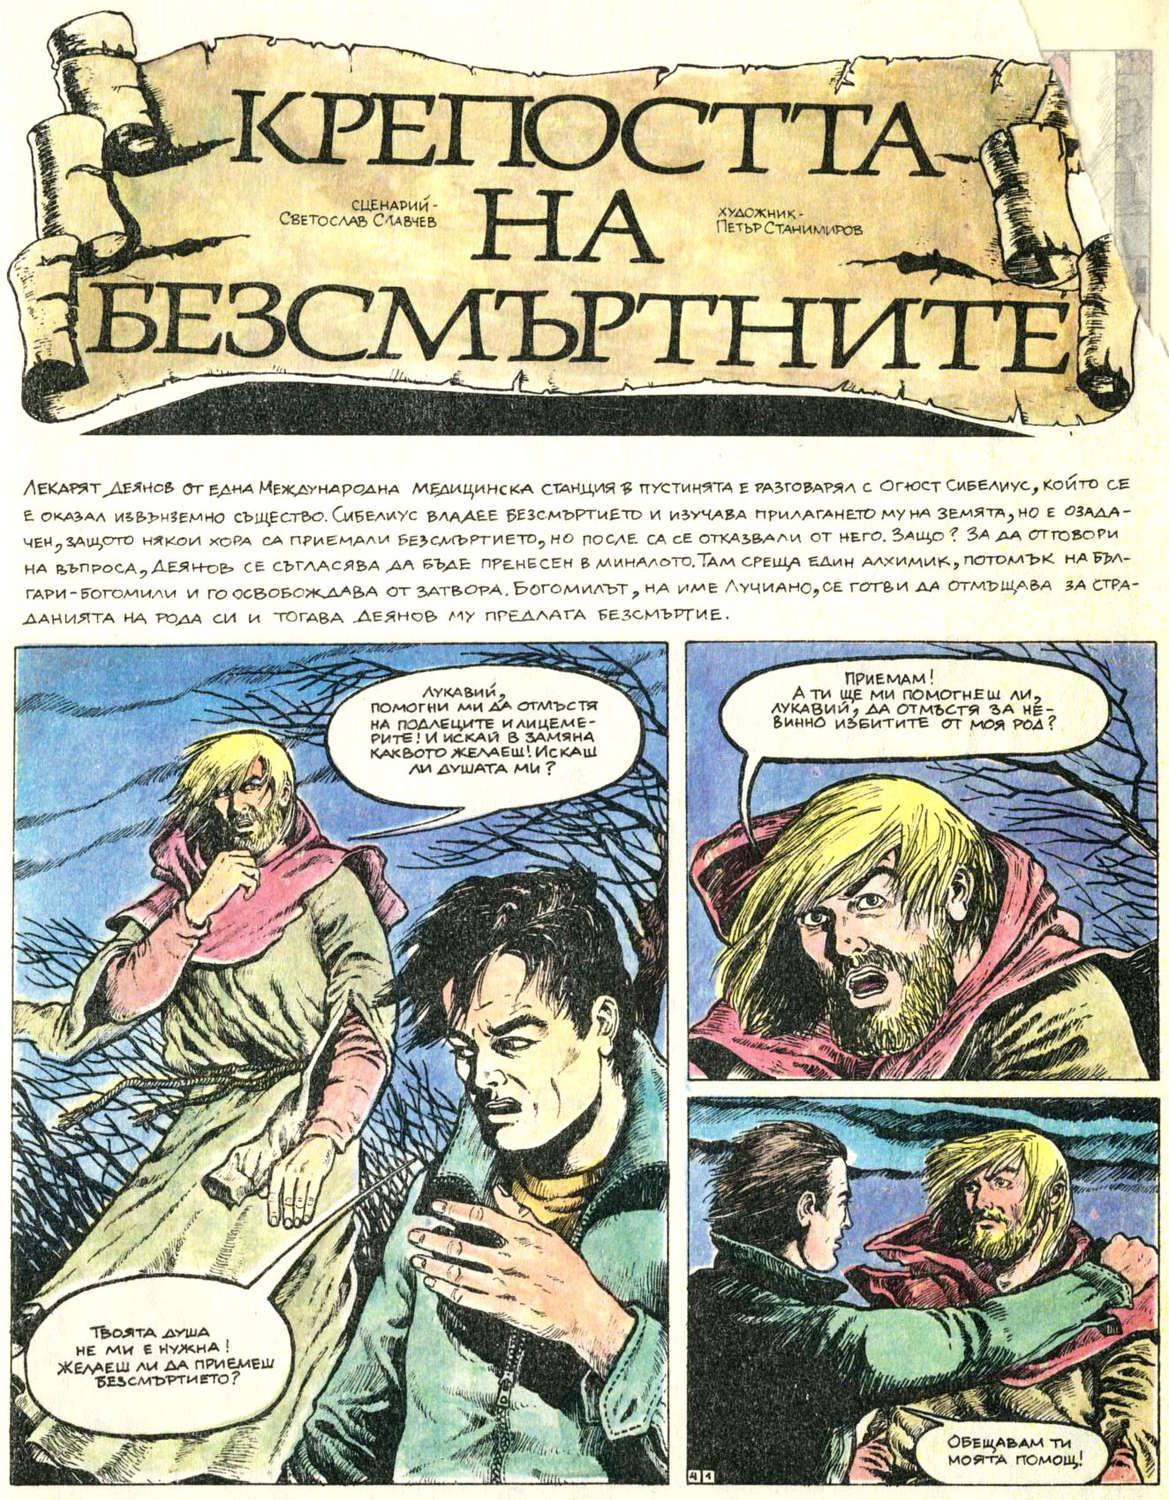 КРЕПОСТТА
НА
БЕЗСМЪРТНИТЕ
СЦЕНАРИЙ-
СВЕТОСЛАВ СЛАВЧЕВ
ХУДОЖНИК-
ПЕТЪР СТАНИМИРОВ
ЛЕКАРЯТ ДЕЯНОВ ОТ ЕДНА МЕЖДУНАРОДНА МЕДИЦИНСКА СТАНЦИЯ В ПУСТИНЯТА Е РАЗГОВАРЯЛ С ОГЮСТ СИБЕЛИУС, КОЙТО СЕ
Е ОКАЗАЛ ИЗВЪНЗЕМНО СЪЩЕСТВО. СИБЕЛИУС ВЛАДЕЕ БЕЗСМЪРТИЕТО И ИЗУЧАВА ПРИЛАГАНЕТО МУ НА ЗЕМЯТА, НО Е ОЗАДА-
ЧЕН, ЗАЩОТО НЯКОИ ХОРА СА ПРИЕМАЛИ БЕЗСМЪРТИЕТО, НО ПОСЛЕ СА СЕ ОТКАЗВАЛИ ОТ НЕГО. ЗАЩО? ЗА ДА ОТГОВОРИ
НА ВЪПРОСА, ДЕЯНОВ СЕ СЪГЛАСЯВА ДА БЪДЕ ПРЕНЕСЕН В МИНАЛОТО. ТАМ СРЕЩА ЕДИН АЛХИМИК, ПОТОМЪК НА БЪЛ-
ГАРИ-БОГОМИЛИ И ГО ОСВОБОЖДАВА ОТ ЗАТВОРА. БОГОМИЛЪТ, НА ИМЕ ЛУЧИАНО, СЕ ГОТВИ ДА ОТМЪЩАВА ЗА СТРА-
ДАНИЯТА НА РОДА СИ И ТОГАВА ДЕЯНОВ МУ ПРЕДЛАГА БЕЗСМЪРТИЕ.
ЛУКАВИЙ,
ПОМОГНИ МИ ДА ОТМЪСТЯ
НА ПОДЛЕЦИТЕ И ЛИЦЕМЕ-
РИТЕ! И ИСКАЙ В ЗАМЯНА
КАКВОТО ЖЕЛАЕШ! ИСКАШ
ЛИ ДУШАТА МИ?
ТВОЯТА ДУША
НЕ МИ Е НУЖНА!
ЖЕЛАЕШ ЛИ ДА ПРИЕМЕШ
БЕЗСМЪРТИЕТО?
ПРИЕМАМ!
А ТИ ЩЕ МИ ПОМОГНЕШ ЛИ,
ЛУКАВИЙ, ДА ОТМЪСТЯ ЗА НЕ-
ВИННО ИЗБИТИТЕ ОТ МОЯ РОД?
ОБЕЩАВАМ ТИ
МОЯТА ПОМОЩ!
4 1